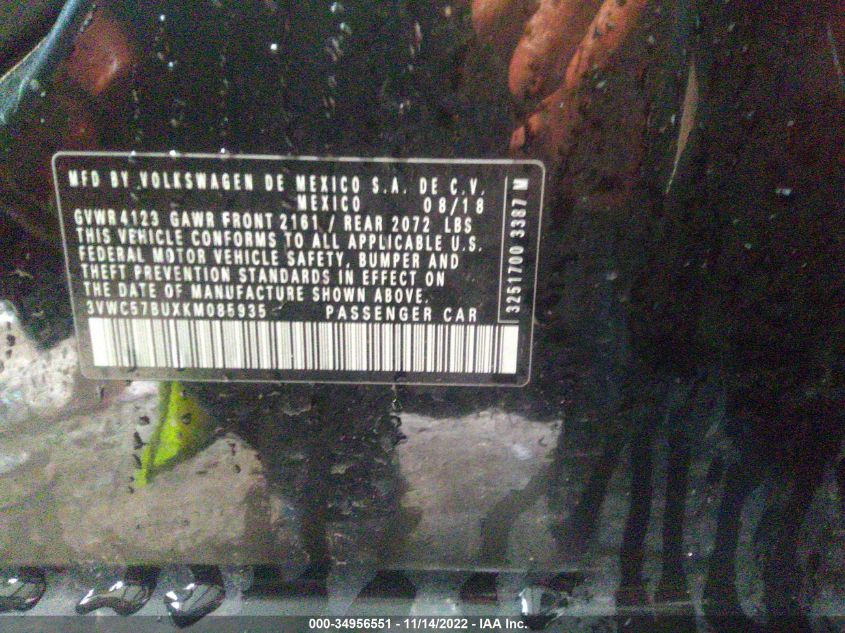 MFD BY VOLKSWAGEN DE MEXICO S.A. DE C.V.
MEXICO 08/18
GVWR 4123 GAWR FRONT 2161 / REAR 2072 LBS
THIS VEHICLE CONFORMS TO ALL APPLICABLE U.S.
FEDERAL MOTOR VEHICLE SAFETY, BUMPER AND
THEFT PREVENTION STANDARDS IN EFFECT ON
THE DATE OF MANUFACTURE SHOWN ABOVE.
3VWC57BUXKM085935 PASSENGER CAR
3251700 3387 M
000-34956551 - 11/14/2022 - IAA Inc.